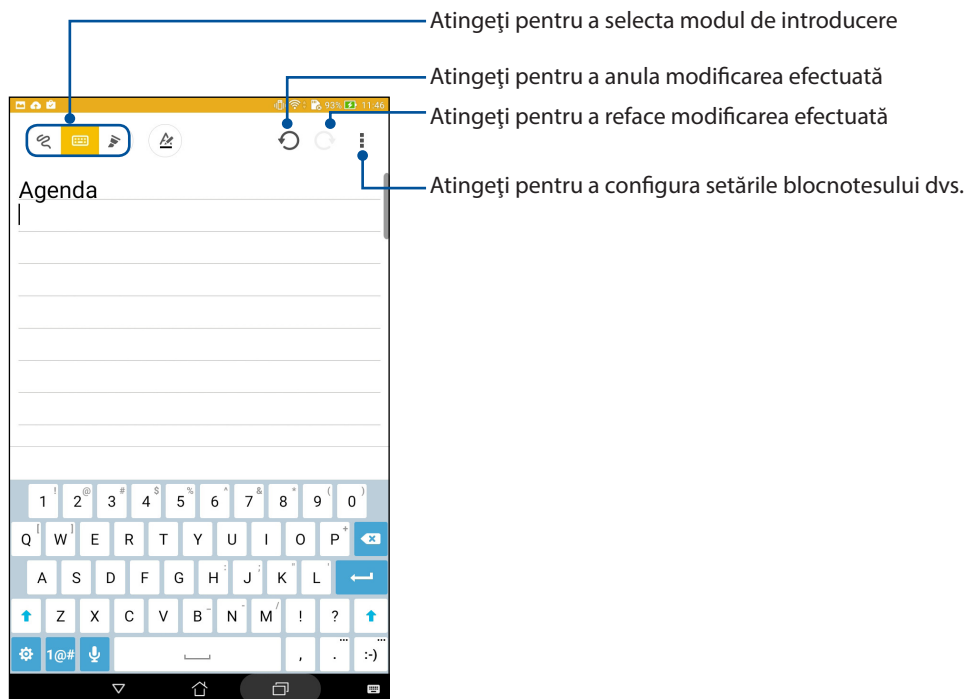 Atingeţi pentru a selecta modul de introducere
Atingeţi pentru a anula modificarea efectuată
Atingeţi pentru a reface modificarea efectuată
Atingeţi pentru a configura setările blocnotesului dvs.
93% 11:46
Agenda
1 ! 2 @ 3 # 4 $ 5 % 6 ^ 7 & 8 * 9 ( 0 )
Q [ W ] E R T Y U I O P +
A S D F G H : J ; K " L '
Z X C V B _ N - M / ! ?
1@# , . ... :-) ...